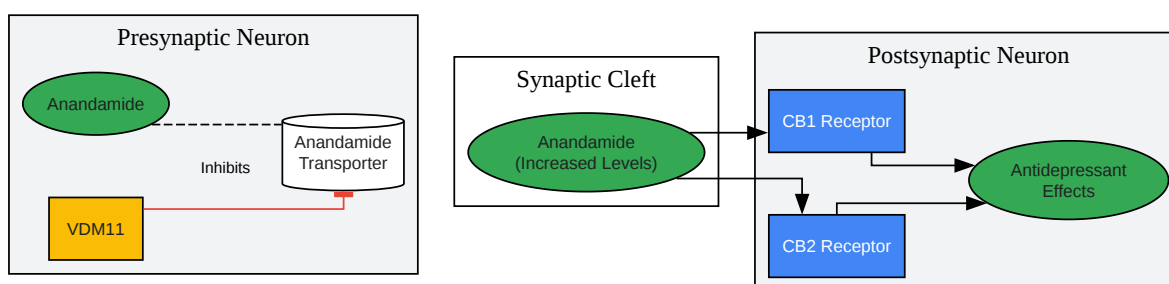 Presynaptic Neuron
Anandamide
Anandamide
Transporter
Inhibits
VDM11
Synaptic Cleft
Anandamide
(Increased Levels)
Postsynaptic Neuron
CB1 Receptor
Antidepressant
Effects
CB2 Receptor